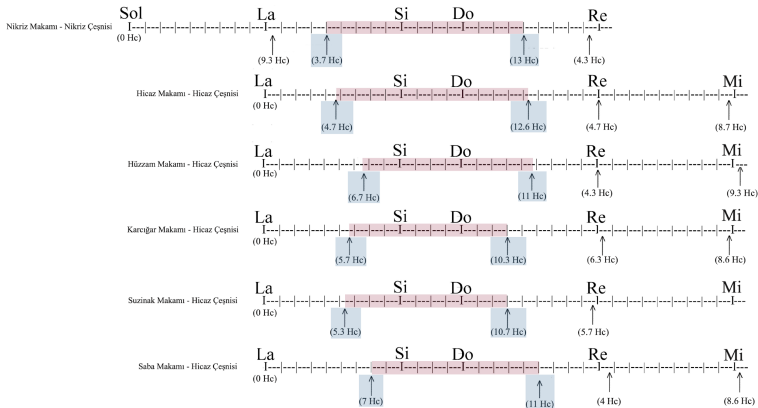 Sol La Si Do Re
Nikriz Makamı - Nikriz Çeşnisi
(0 Hc) (9.3 Hc) (3.7 Hc) (13 Hc) (4.3 Hc)
La Si Do Re Mi
Hicaz Makamı - Hicaz Çeşnisi
(0 Hc) (4.7 Hc) (12.6 Hc) (4.7 Hc) (8.7 Hc)
La Si Do Re Mi
Hüzzam Makamı - Hicaz Çeşnisi
(0 Hc) (6.7 Hc) (11 Hc) (4.3 Hc) (9.3 Hc)
La Si Do Re Mi
Karcığar Makamı - Hicaz Çeşnisi
(0 Hc) (5.7 Hc) (10.3 Hc) (6.3 Hc) (8.6 Hc)
La Si Do Re Mi
Suzinak Makamı - Hicaz Çeşnisi
(0 Hc) (5.3 Hc) (10.7 Hc) (5.7 Hc)
La Si Do Re Mi
Saba Makamı - Hicaz Çeşnisi
(0 Hc) (7 Hc) (11 Hc) (4 Hc) (8.6 Hc)